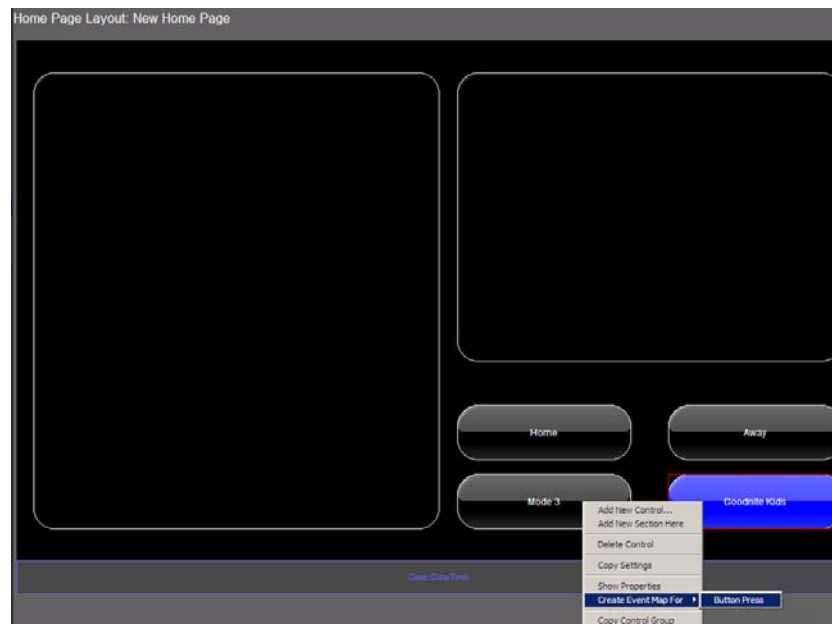 Home Page Layout: New Home Page
Home
Away
Mode 3
Goodnite Kids
Add New Control...
Add New Section Here
Delete Control
Copy Settings
Show Properties
Create Event Map For
Button Press
Copy Control Group